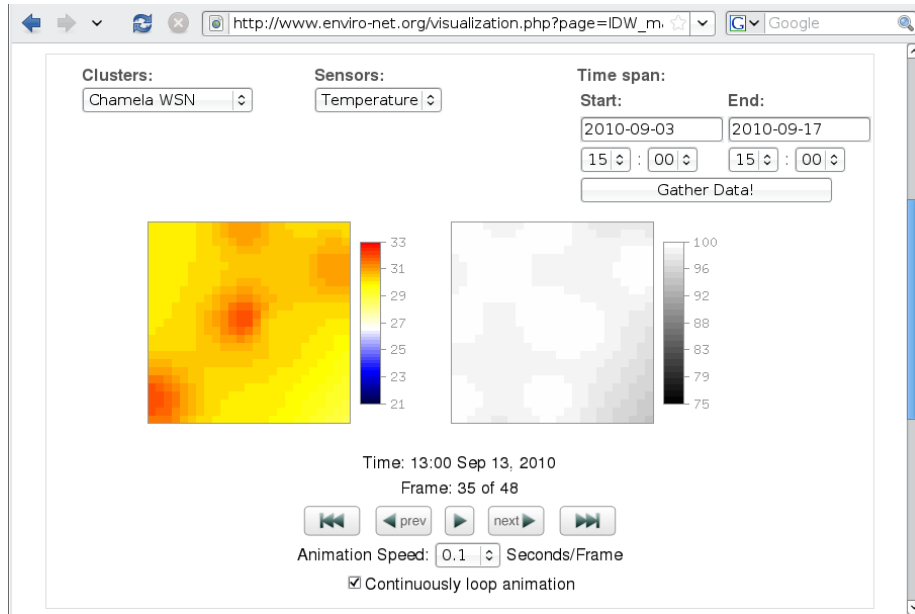 http://www.enviro-net.org/visualization.php?page=IDW_m
G Google
Clusters:
Sensors:
Time span:
Chamela WSN
Temperature
Start:
End:
2010-09-03
2010-09-17
15 : 00
15 : 00
Gather Data!
33
31
29
27
25
23
21
100
96
92
88
83
79
75
Time: 13:00 Sep 13, 2010
Frame: 35 of 48
prev
next
Animation Speed: 0.1 Seconds/Frame
Continuously loop animation